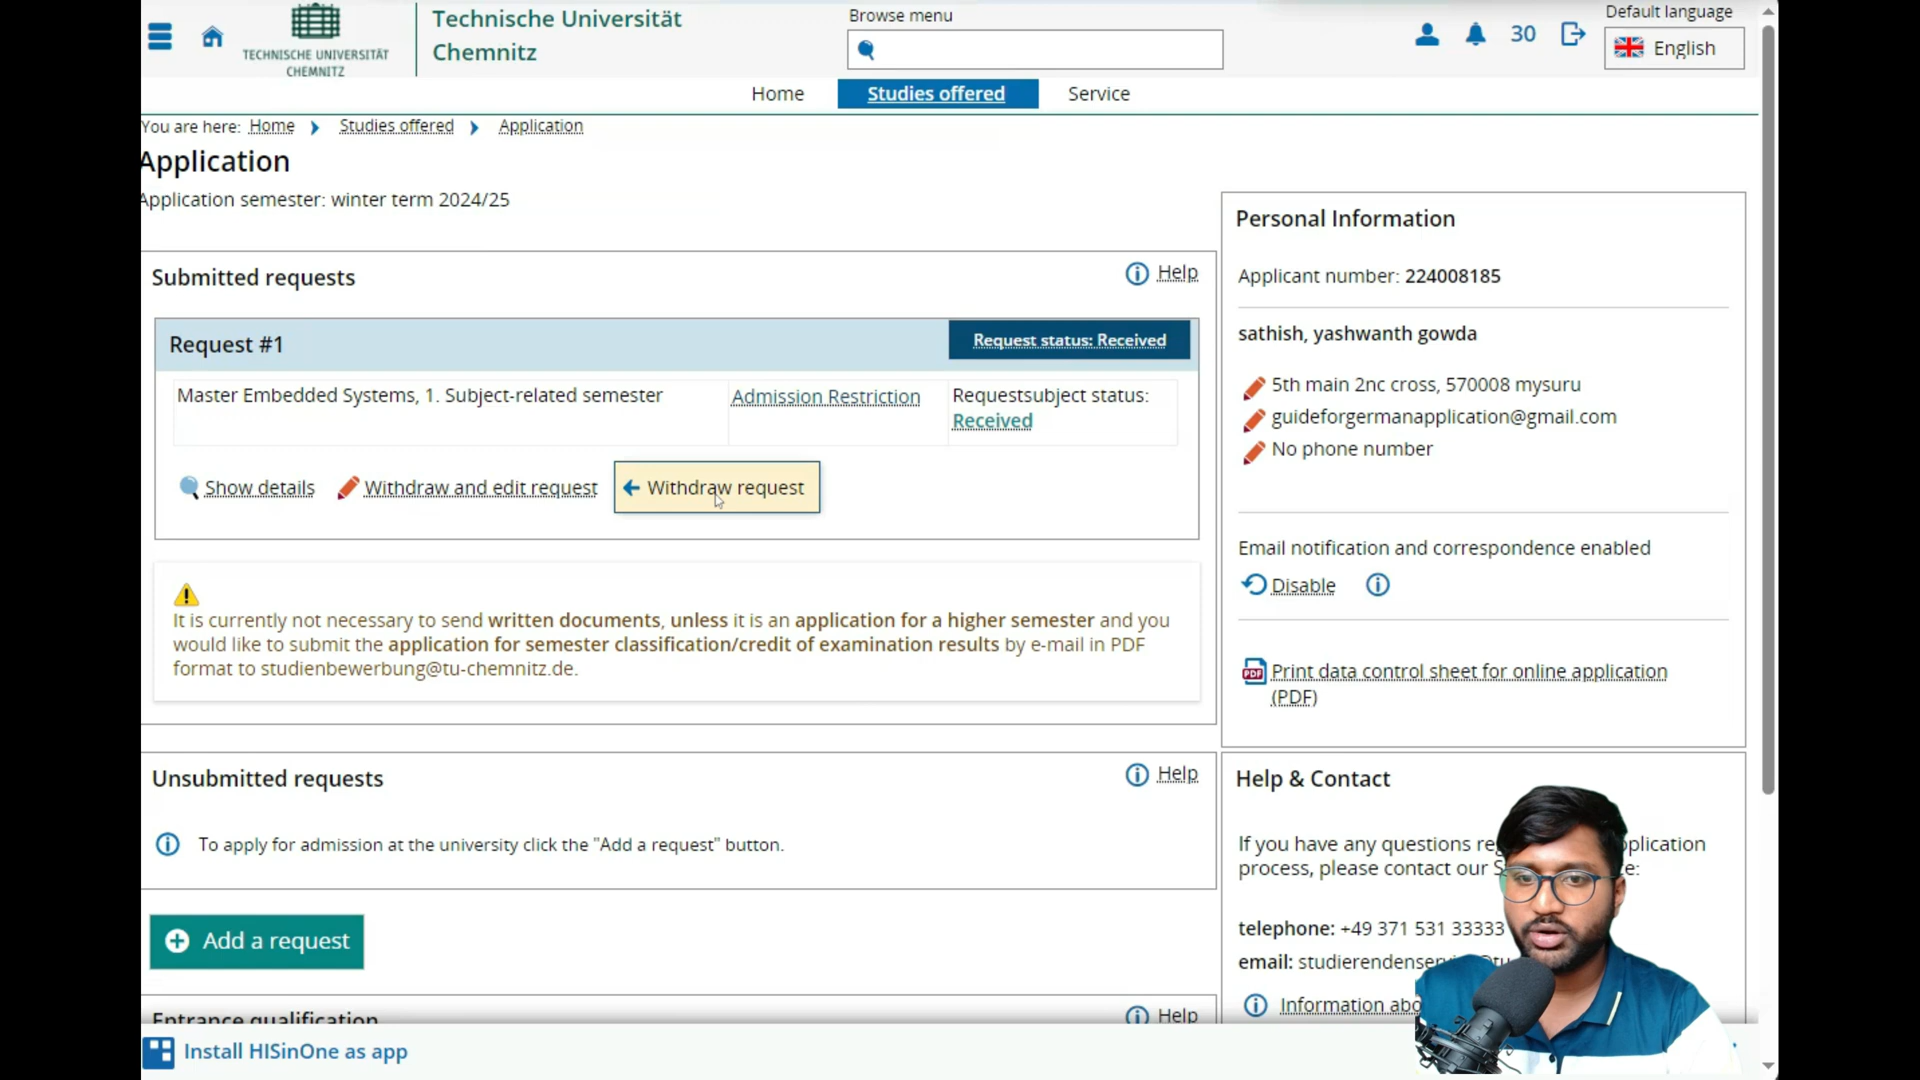 Technische Universität
Chemnitz
TECHNISCHE UNIVERSITÄT
CHEMNITZ
Browse menu
30
Default language
English
Home
Studies offered
Service
You are here: Home
Studies offered
Application
Application
Application semester: winter term 2024/25
Submitted requests
Help
Request #1
Request status: Received
Master Embedded Systems, 1. Subject-related semester
Admission Restriction
Requestsubject status:
Received
Show details
Withdraw and edit request
Withdraw request
It is currently not necessary to send written documents, unless it is an application for a higher semester and you
would like to submit the application for semester classification/credit of examination results by e-mail in PDF
format to studienbewerbung@tu-chemnitz.de.
Unsubmitted requests
Help
To apply for admission at the university click the "Add a request" button.
Add a request
Entrance qualification
Help
Personal Information
Applicant number: 224008185
sathish, yashwanth gowda
5th main 2nc cross, 570008 mysuru
guideforgermanapplication@gmail.com
No phone number
Email notification and correspondence enabled
Disable
PDF
Print data control sheet for online application
(PDF)
Help & Contact
If you have any questions
process, please contact our
telephone: +49 371 531 33333
email:
Information
Install HISinOne as app